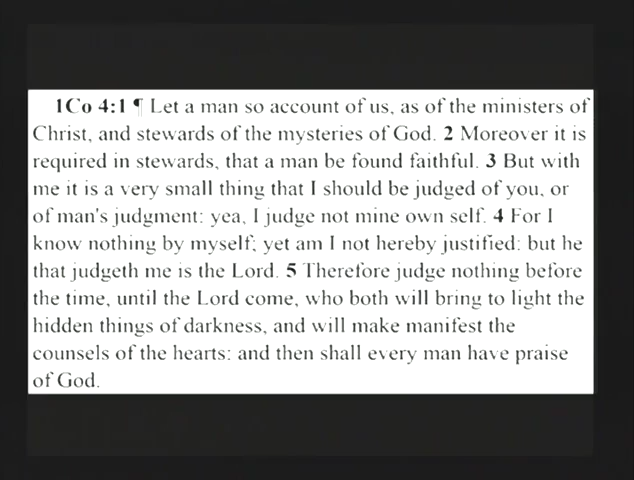 1Co 4:1 ¶ Let a man so account of us, as of the ministers of
Christ, and stewards of the mysteries of God. 2 Moreover it is
required in stewards, that a man be found faithful. 3 But with
me it is a very small thing that I should be judged of you, or
of man's judgment: yea, I judge not mine own self. 4 For I
know nothing by myself; yet am I not hereby justified: but he
that judgeth me is the Lord. 5 Therefore judge nothing before
the time, until the Lord come, who both will bring to light the
hidden things of darkness, and will make manifest the
counsels of the hearts: and then shall every man have praise
of God.